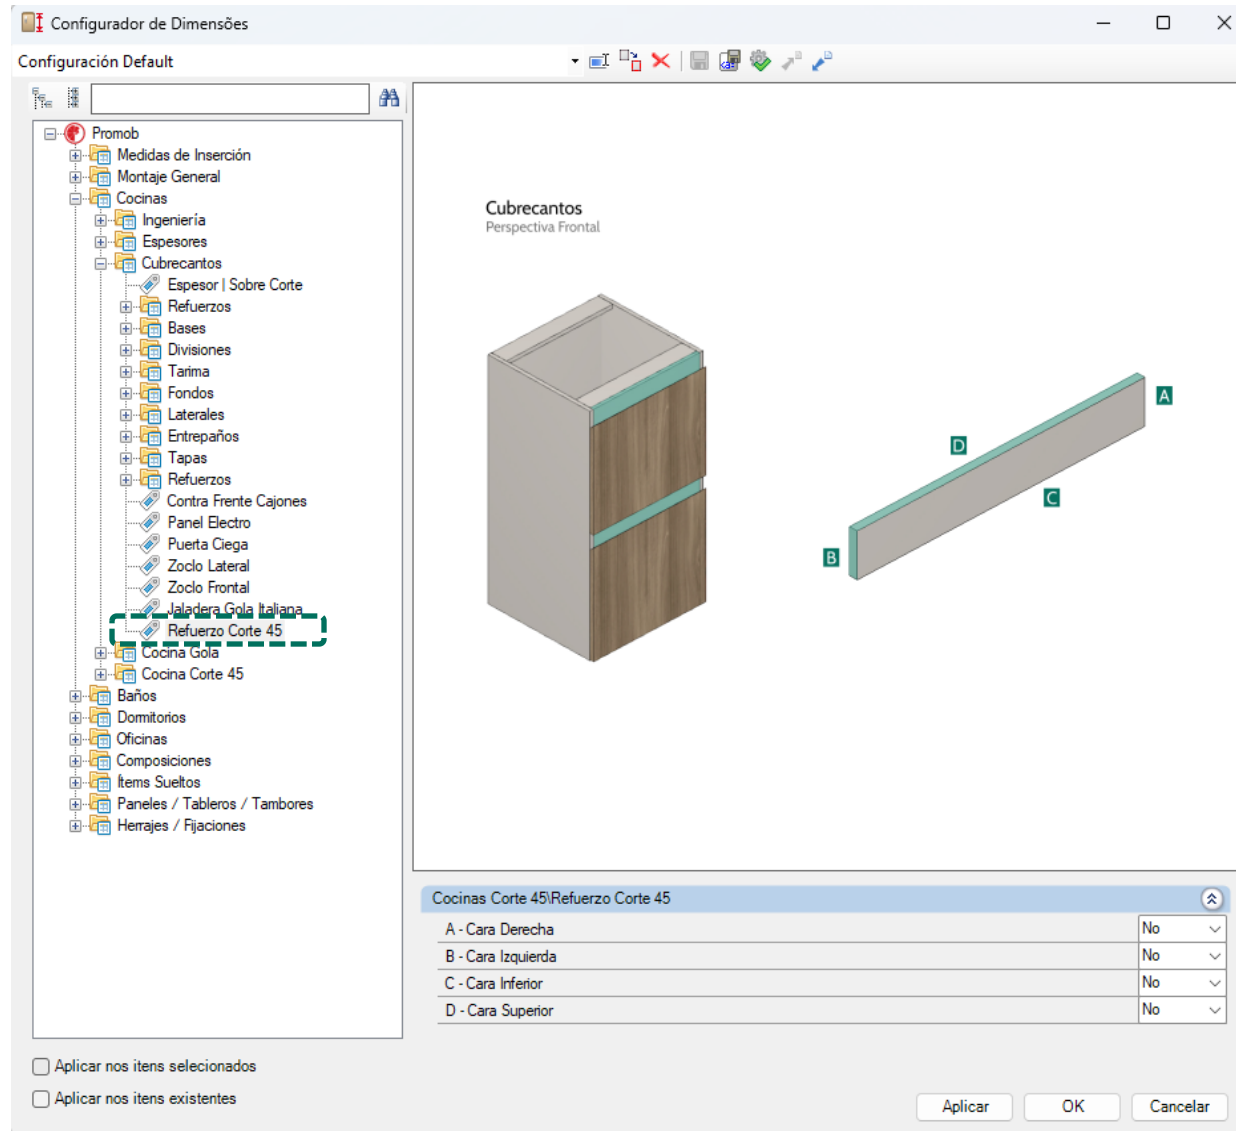 Configurador de Dimensões
Configuración Default
Promob
Medidas de Inserción
Montaje General
Cocinas
Ingeniería
Espesores
Cubrecantos
Espesor | Sobre Corte
Refuerzos
Bases
Divisiones
Tarima
Fondos
Laterales
Entrepaños
Tapas
Refuerzos
Contra Frente Cajones
Panel Electro
Puerta Ciega
Zoclo Lateral
Zoclo Frontal
Jaladera Gola Italiana
Refuerzo Corte 45
Cocina Gola
Cocina Corte 45
Baños
Dormitorios
Oficinas
Composiciones
Ítems Sueltos
Paneles / Tableros / Tambores
Herrajes / Fijaciones
Cubrecantos
Perspectiva Frontal
A
D
C
B
Cocinas Corte 45\Refuerzo Corte 45
A - Cara Derecha No
B - Cara Izquierda No
C - Cara Inferior No
D - Cara Superior No
Aplicar nos itens selecionados
Aplicar nos itens existentes
Aplicar OK Cancelar